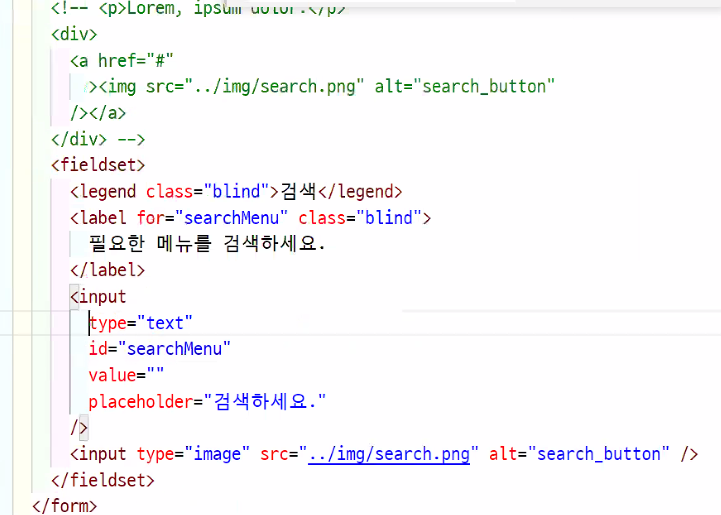 <!-- <p>Lorem, ipsum dolor.</p>
<div>
<a href="#"
/><img src="../img/search.png" alt="search_button"
/></a>
</div> -->
<fieldset>
<legend class="blind">검색</legend>
<label for="searchMenu" class="blind">
필요한 메뉴를 검색하세요.
</label>
<input
type="text"
id="searchMenu"
value=""
placeholder="검색하세요."
/>
<input type="image" src="../img/search.png" alt="search_button" />
</fieldset>
</form>